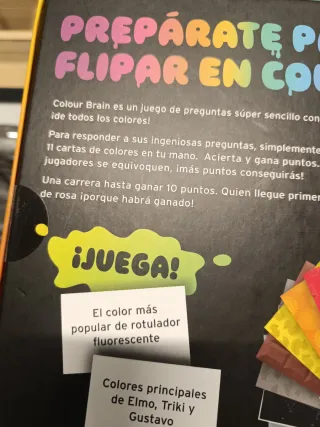 PREPÁRATE
FLIPAR EN
Colour Brain es un juego de preguntas súper sencillo con
¡de todos los colores!
Para responder a sus ingeniosas preguntas, simplemente
11 cartas de colores en tu mano. Acierta y gana puntos.
jugadores se equivoquen, ¡más puntos conseguirás!
Una carrera hasta ganar 10 puntos. Quien llegue primer
de rosa ¡porque habrá ganado!
¡JUEGA!
El color más
popular de rotulador
fluorescente
Colores principales
de Elmo, Triki y
Gustavo